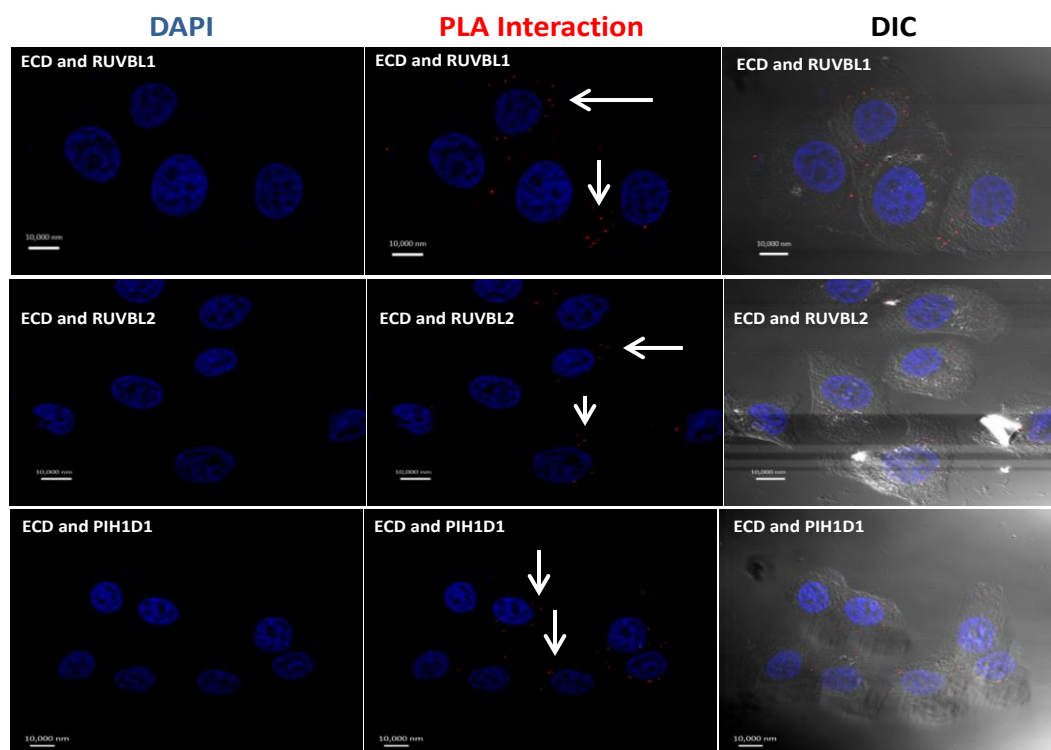 DAPI
PLA Interaction
DIC
ECD and RUVBL1
ECD and RUVBL1
ECD and RUVBL1
10,000 nm
10,000 nm
10,000 nm
ECD and RUVBL2
ECD and RUVBL2
ECD and RUVBL2
10,000 nm
10,000 nm
10,000 nm
ECD and PIH1D1
ECD and PIH1D1
ECD and PIH1D1
10,000 nm
10,000 nm
10,000 nm